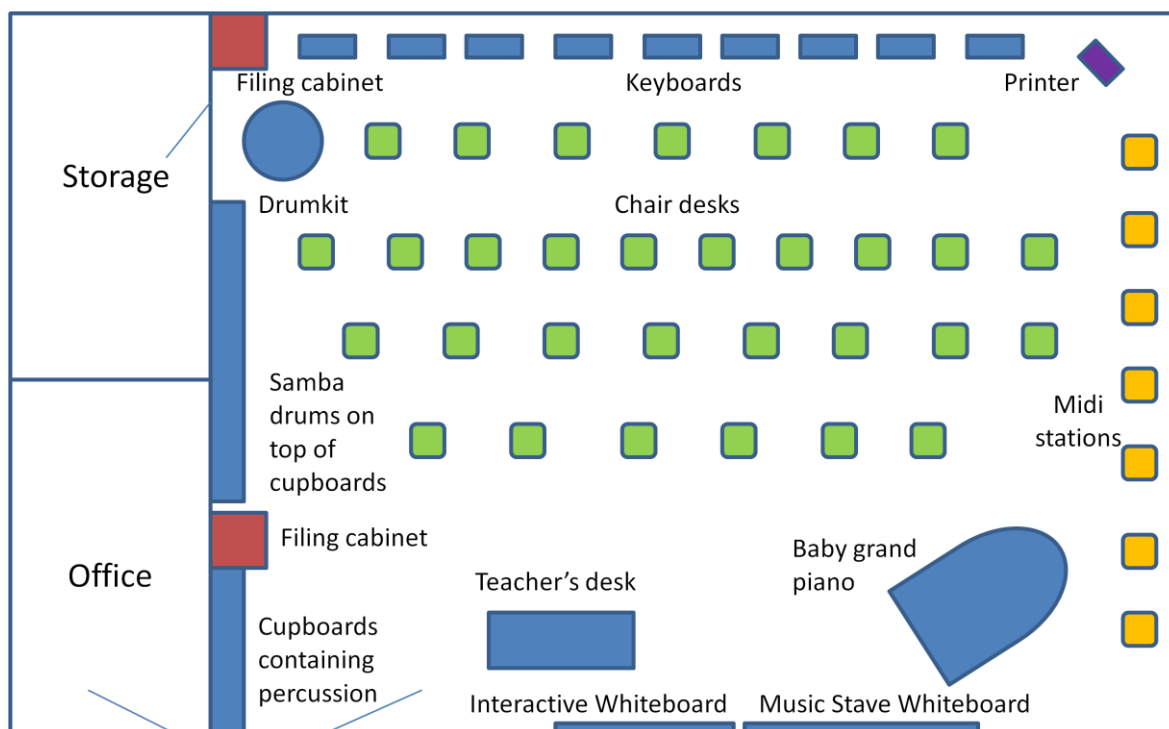 Filing cabinet
Keyboards
Printer
Storage
Drumkit
Chair desks
Samba
drums on
top of
cupboards
Midi
stations
Filing cabinet
Office
Teacher's desk
Baby grand
piano
Cupboards
containing
percussion
Interactive Whiteboard
Music Stave Whiteboard